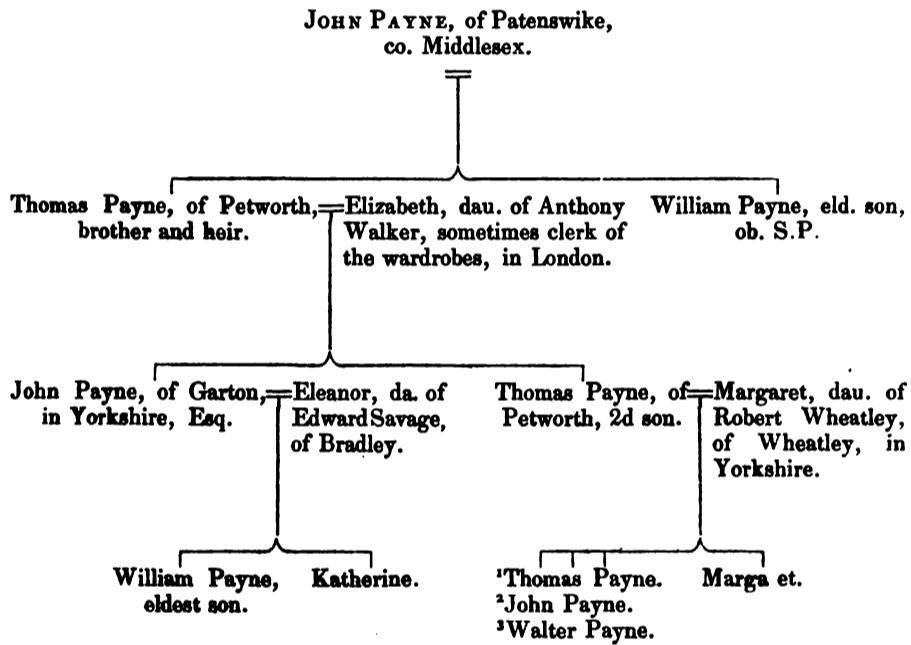 JOHN PAYNE, of Patenswike,
co. Middlesex.
Thomas Payne, of Petworth,
brother and heir.
Elizabeth, dau. of Anthony
Walker, sometimes clerk of
the wardrobes, in London.
William Payne, eld. son,
ob. S.P.
John Payne, of Garton,
in Yorkshire, Esq.
Eleanor, da. of
Edward Savage,
of Bradley.
Thomas Payne, of
Petworth, 2d son.
Margaret, dau. of
Robert Wheatley,
of Wheatley, in
Yorkshire.
William Payne,
eldest son.
Katherine.
¹Thomas Payne.
²John Payne.
³Walter Payne.
Marga et.